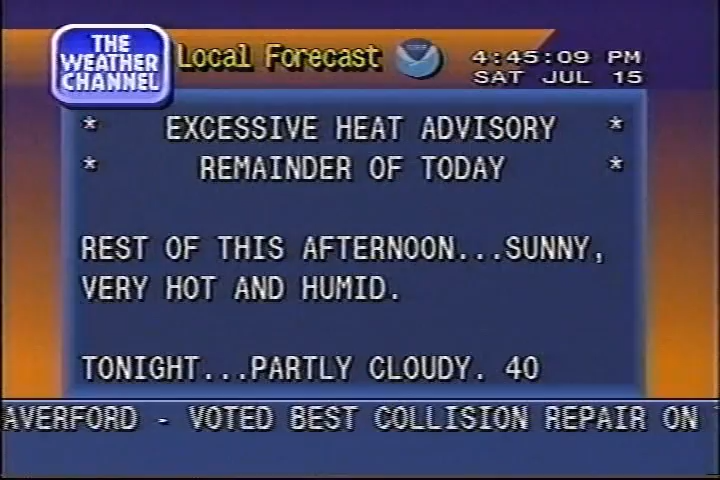 THE
WEATHER
CHANNEL
Local Forecast
4:45:09 PM
SAT JUL 15
* EXCESSIVE HEAT ADVISORY *
* REMAINDER OF TODAY *
REST OF THIS AFTERNOON...SUNNY,
VERY HOT AND HUMID.
TONIGHT...PARTLY CLOUDY. 40
AVERFORD - VOTED BEST COLLISION REPAIR ON